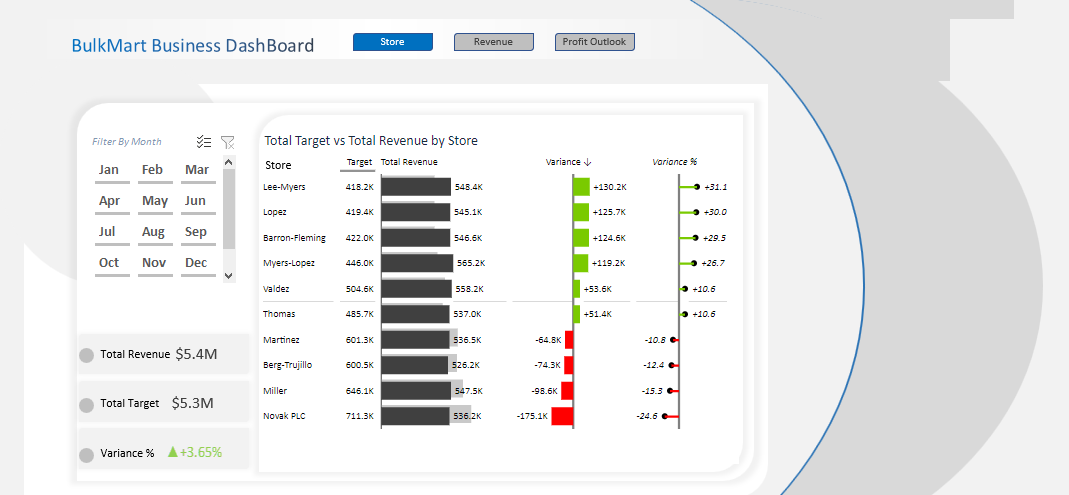 BulkMart Business DashBoard
Store Revenue Profit Outlook
Filter By Month
Jan Feb Mar
Apr May Jun
Jul Aug Sep
Oct Nov Dec
Total Revenue $5.4M
Total Target $5.3M
Variance % ▲+3.65%
Total Target vs Total Revenue by Store
Store Target Total Revenue Variance ↓ Variance %
Lee-Myers 418.2K 548.4K +130.2K +31.1
Lopez 419.4K 545.1K +125.7K +30.0
Barron-Fleming 422.0K 546.6K +124.6K +29.5
Myers-Lopez 446.0K 565.2K +119.2K +26.7
Valdez 504.6K 558.2K +53.6K +10.6
Thomas 485.7K 537.0K +51.4K +10.6
Martinez 601.3K 536.5K -64.8K -10.8
Berg-Trujillo 600.5K 526.2K -74.3K -12.4
Miller 646.1K 547.5K -98.6K -15.3
Novak PLC 711.3K 536.2K -175.1K -24.6